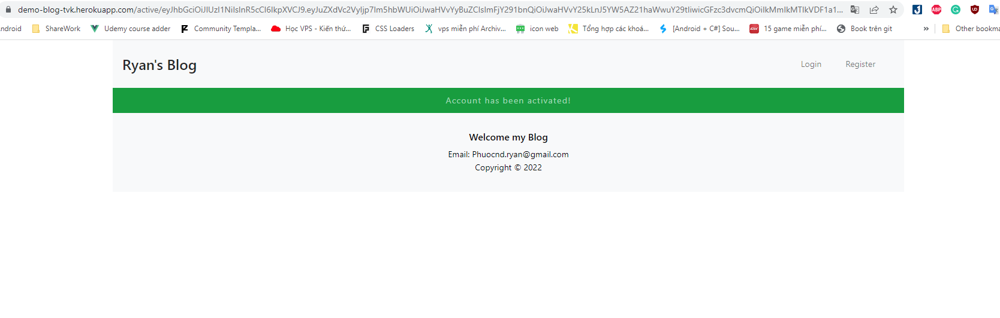 demo-blog-tvk.herokuapp.com/active/eyJhbGciOiJIUzI1NiIsInR5cCI6IkpXVCJ9.eyJuZXdVc2VyIjp7Im5hbWUiOiJwaHVvYyBuZCIsImFjY291bnQiOiJwaHVvY25kLnJ5YW5AZ21haWwuY29tIiwicGFzc3dvcmQiOiIkMmIkMTIkVDF1a1...
ndroid ShareWork Udemy course adder Community Templa... Học VPS - Kiến thứ... CSS Loaders vps miễn phí Archiv... icon web Tổng hợp các khoá... [Android + C#] Sou... 15 game miễn phí... Book trên git » Other bookma
Ryan's Blog Login Register
Account has been activated!
Welcome my Blog
Email: Phuocnd.ryan@gmail.com
Copyright © 2022